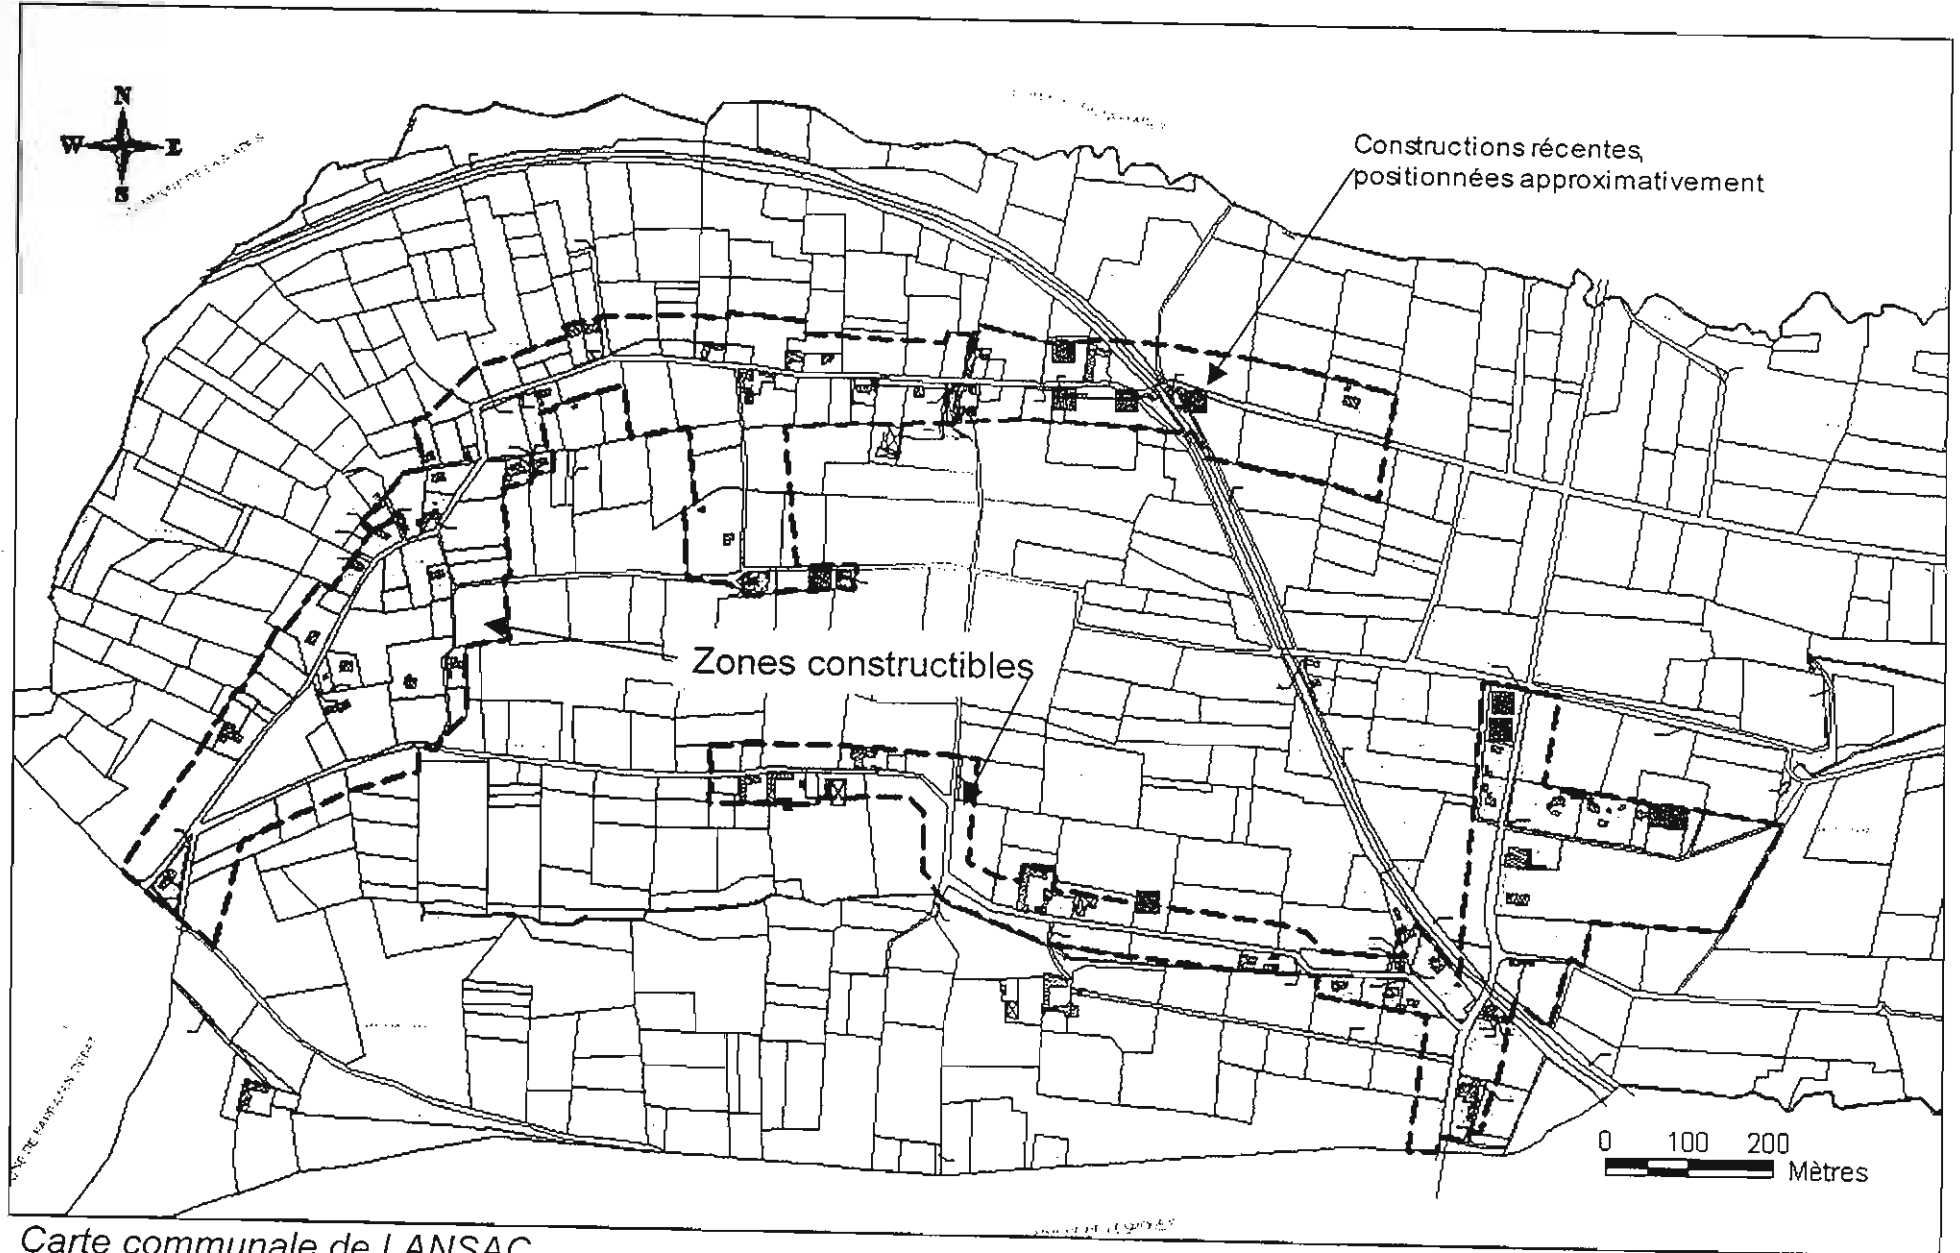 N
W E
S
Constructions récentes,
positionnées approximativement
Zones constructibles
0 100 200
Mètres
Carte communale de LANSAC